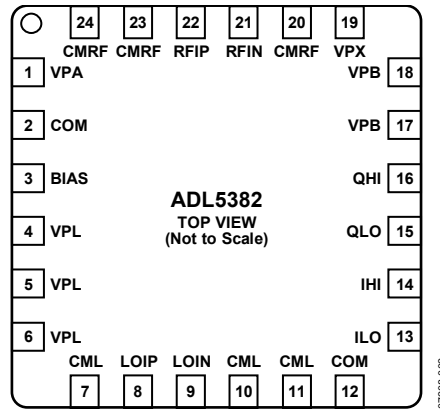 24 23 22 21 20 19
CMRF CMRF RFIP RFIN CMRF VPX
1 VPA
VPB 18
2 COM
VPB 17
3 BIAS
QHI 16
ADL5382
TOP VIEW
(Not to Scale)
4 VPL
QLO 15
5 VPL
IHI 14
6 VPL
ILO 13
CML LOIP LOIN CML CML COM
7 8 9 10 11 12